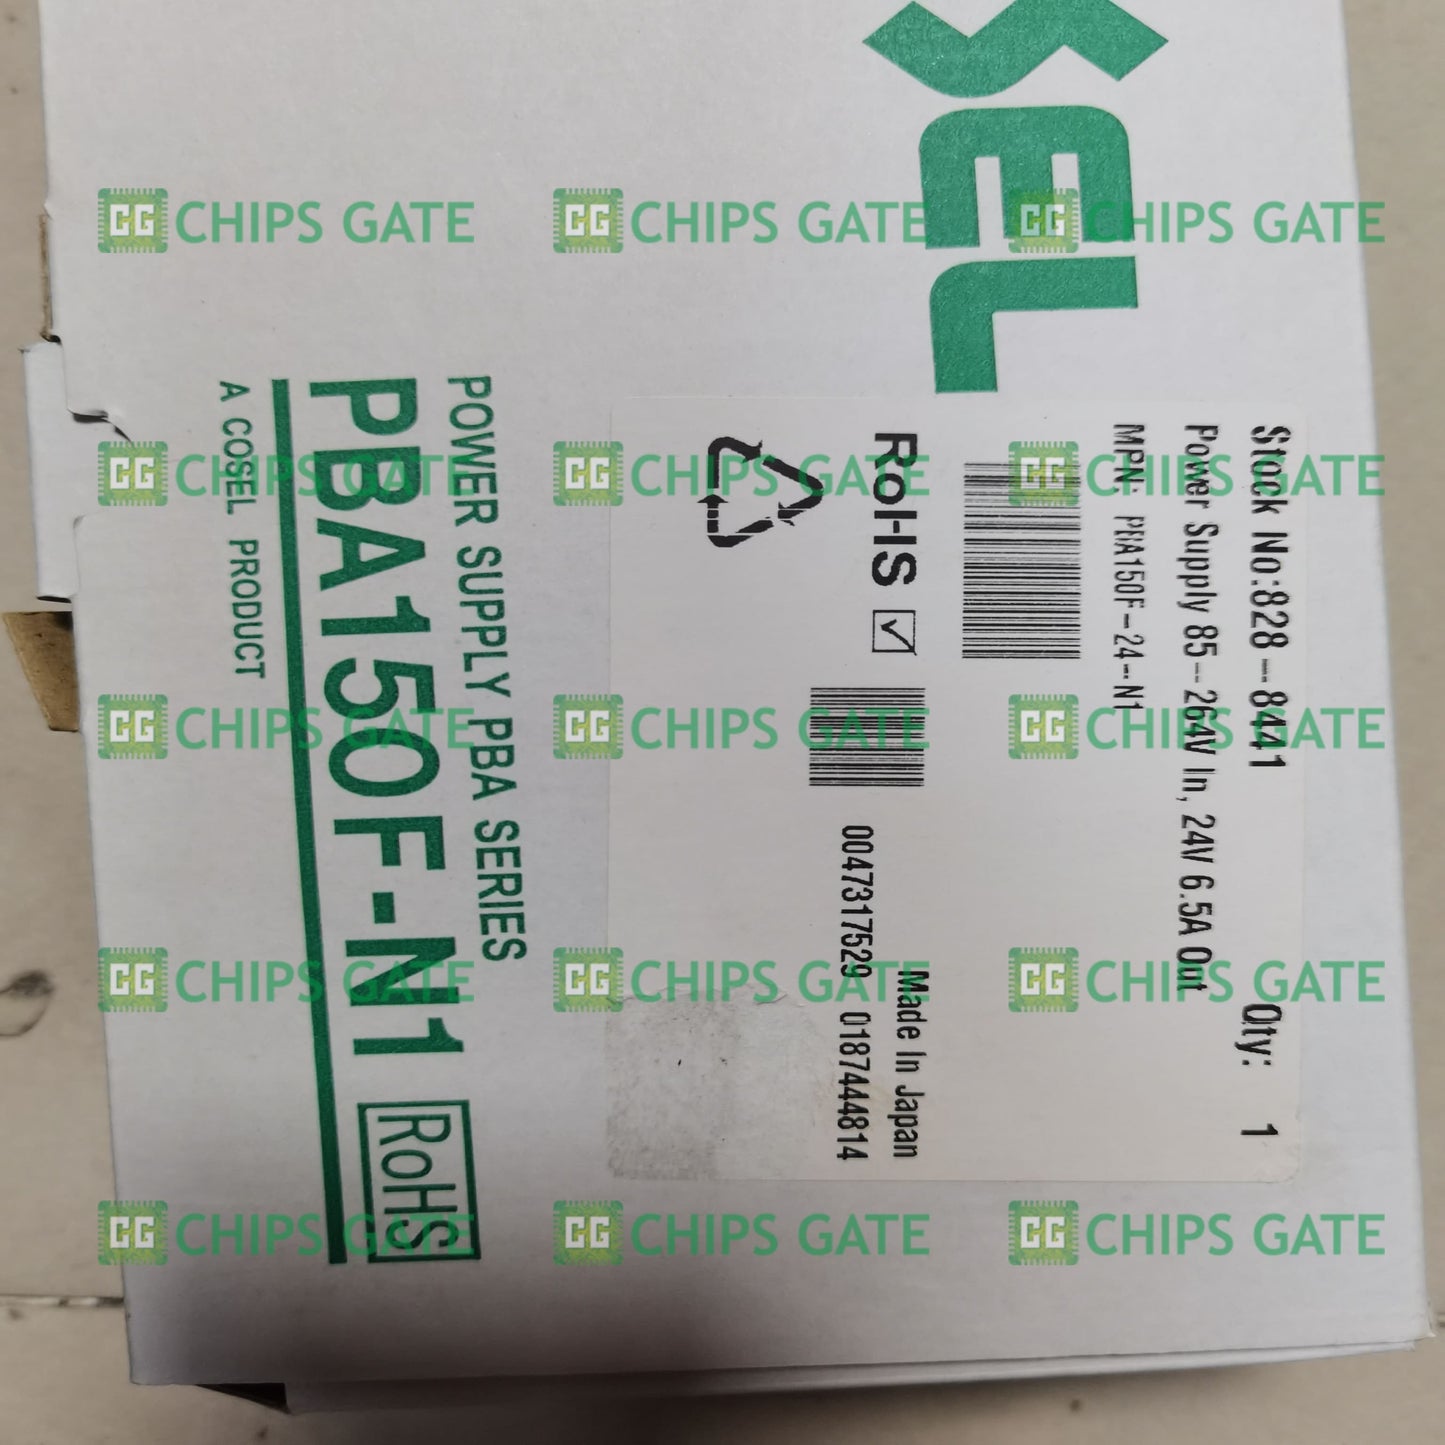 SEL
Stock No:828-8441 Qty: 1
Power Supply 85-264V In, 24V 6.5A Out
MPN: PBA150F-24-N1
RoHS
Made In Japan
0047317529 0187444814
POWER SUPPLY PBA SERIES
PBA150F-N1 RoHS
A COSEL PRODUCT
CG CHIPS GATE CG CHIPS GATE CG CHIPS GATE
CG CHIPS GATE CG CHIPS GATE CG CHIPS GATE
CG CHIPS GATE CG CHIPS GATE CG CHIPS GATE
CG CHIPS GATE CG CHIPS GATE CG CHIPS GATE
CG CHIPS GATE CG CHIPS GATE CG CHIPS GATE